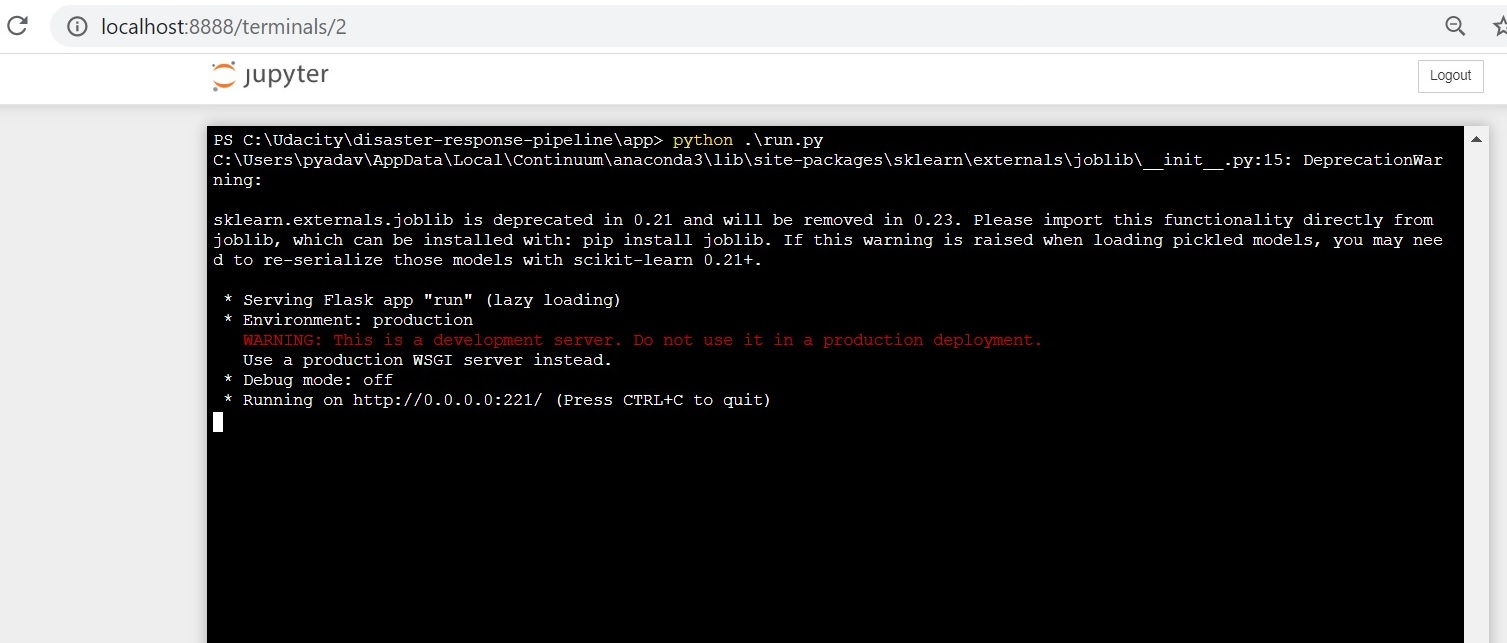 localhost:8888/terminals/2
jupyter
Logout
PS C:\Udacity\disaster-response-pipeline\app> python .\run.py
C:\Users\pyadav\AppData\Local\Continuum\anaconda3\lib\site-packages\sklearn\externals\joblib\__init__.py:15: DeprecationWar
ning:
sklearn.externals.joblib is deprecated in 0.21 and will be removed in 0.23. Please import this functionality directly from
joblib, which can be installed with: pip install joblib. If this warning is raised when loading pickled models, you may nee
d to re-serialize those models with scikit-learn 0.21+.
* Serving Flask app "run" (lazy loading)
* Environment: production
WARNING: This is a development server. Do not use it in a production deployment.
Use a production WSGI server instead.
* Debug mode: off
* Running on http://0.0.0.0:221/ (Press CTRL+C to quit)